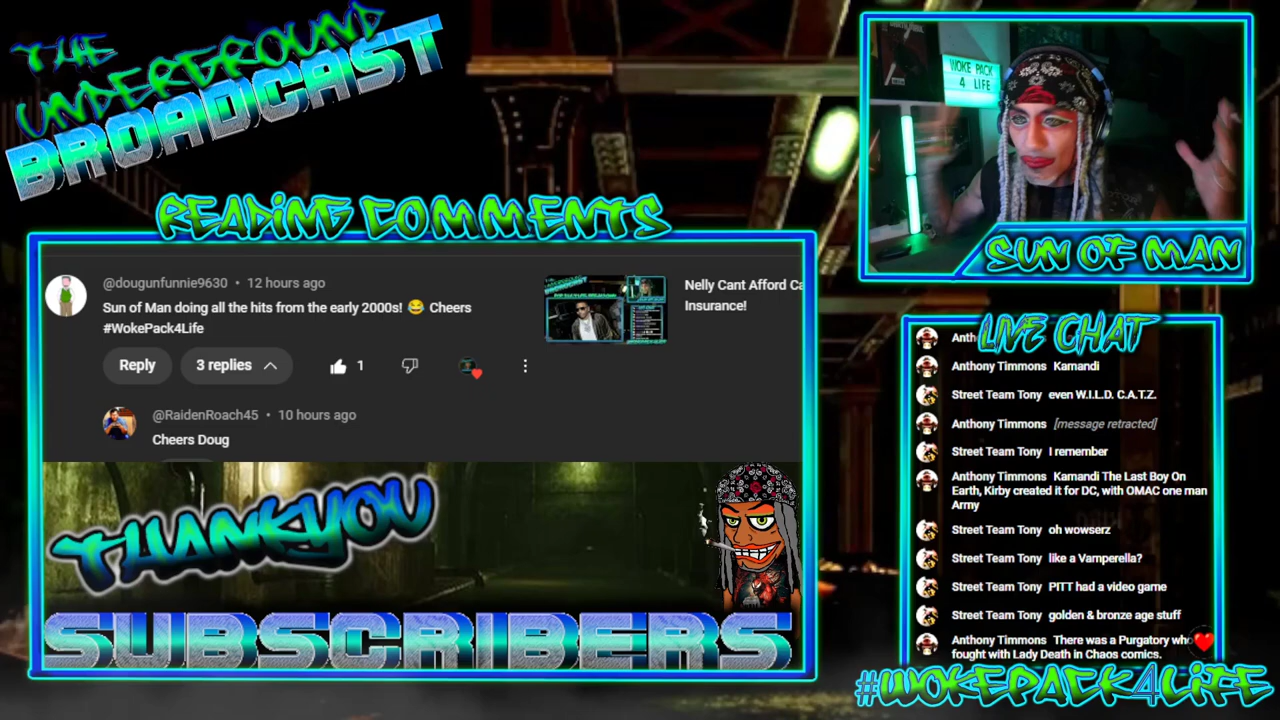 THE
UNDERGROUND
BROADCAST
READING COMMENTS
@dougunfunnie9630 • 12 hours ago
Sun of Man doing all the hits from the early 2000s! 😂 Cheers
#WokePack4Life
Reply
3 replies
1
@RaidenRoach45 • 10 hours ago
Cheers Doug
Nelly Cant Afford Ca
Insurance!
THANKYOU
SUBSCRIBERS
WOKE PACK
4 LIFE
SUN OF MAN
LIVE CHAT
Anth
Anthony Timmons Kamandi
Street Team Tony even W.I.L.D. C.A.T.Z.
Anthony Timmons [message retracted]
Street Team Tony I remember
Anthony Timmons Kamandi The Last Boy On
Earth, Kirby created it for DC, with OMAC one man
Army
Street Team Tony oh wowserz
Street Team Tony like a Vamperella?
Street Team Tony PITT had a video game
Street Team Tony golden & bronze age stuff
Anthony Timmons There was a Purgatory who
fought with Lady Death in Chaos comics.
#WOKEPACK4LIFE